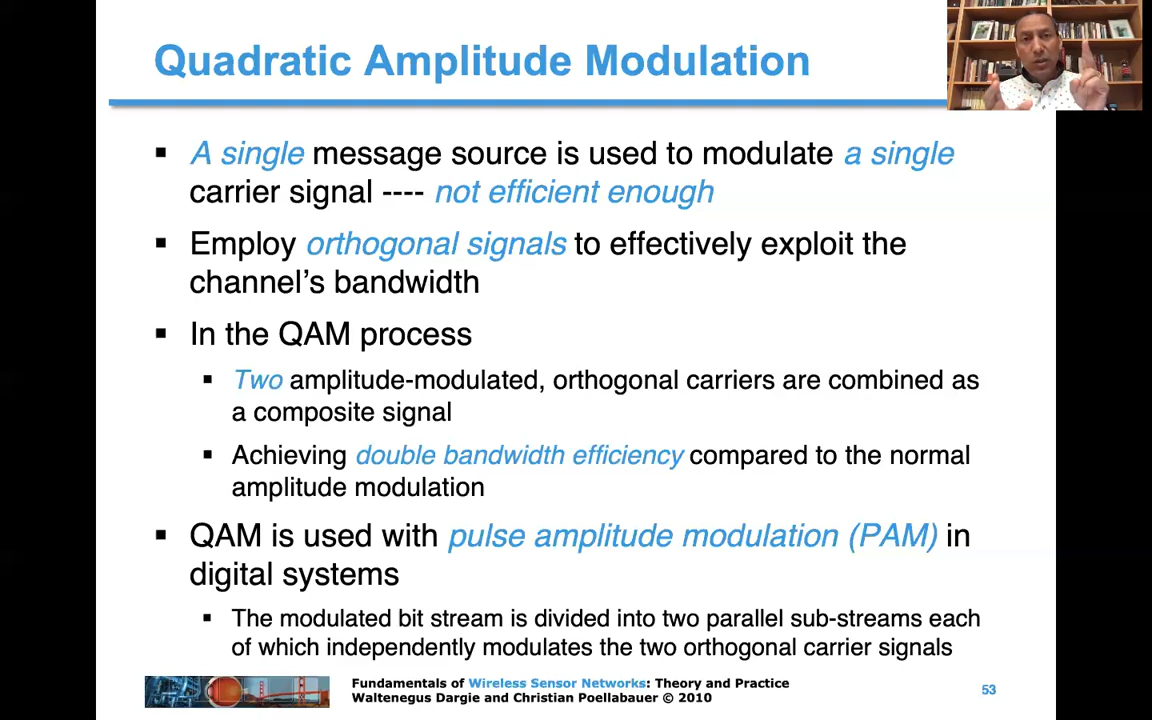 Quadratic Amplitude Modulation
▪ A single message source is used to modulate a single
carrier signal ---- not efficient enough
▪ Employ orthogonal signals to effectively exploit the
channel’s bandwidth
▪ In the QAM process
▪ Two amplitude-modulated, orthogonal carriers are combined as
a composite signal
▪ Achieving double bandwidth efficiency compared to the normal
amplitude modulation
▪ QAM is used with pulse amplitude modulation (PAM) in
digital systems
▪ The modulated bit stream is divided into two parallel sub-streams each
of which independently modulates the two orthogonal carrier signals
Fundamentals of Wireless Sensor Networks: Theory and Practice
Waltenegus Dargie and Christian Poellabauer © 2010
53